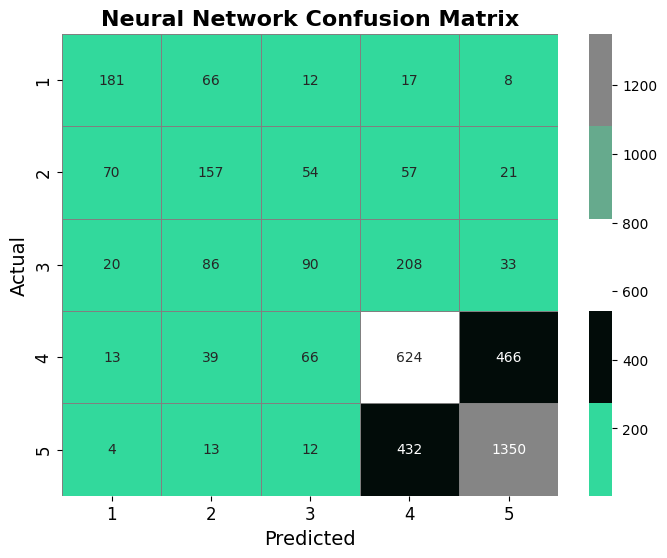 Neural Network Confusion Matrix
1 181 66 12 17 8
2 70 157 54 57 21
3 20 86 90 208 33
4 13 39 66 624 466
5 4 13 12 432 1350
1 2 3 4 5
Actual
Predicted
1200
1000
800
600
400
200